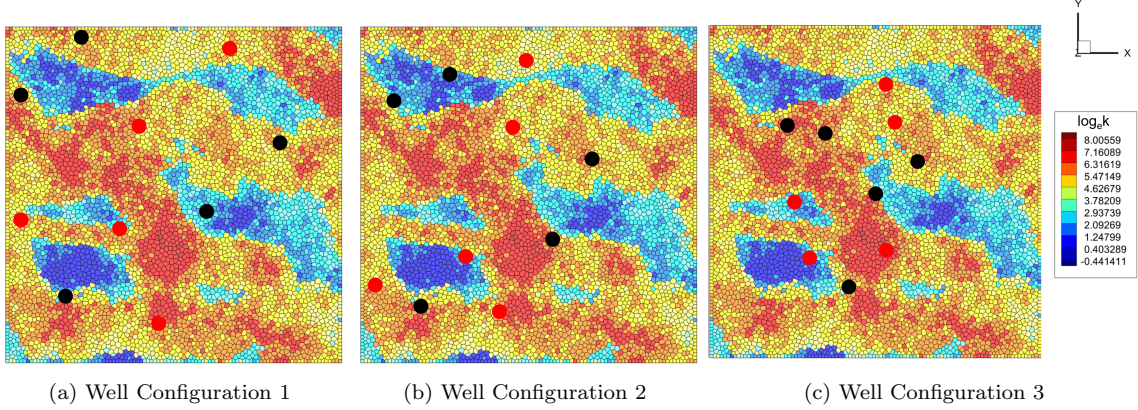 Y
Z
X
log_e k
8.00559
7.16089
6.31619
5.47149
4.62679
3.78209
2.93739
2.09269
1.24799
0.403289
-0.441411
(a) Well Configuration 1
(b) Well Configuration 2
(c) Well Configuration 3